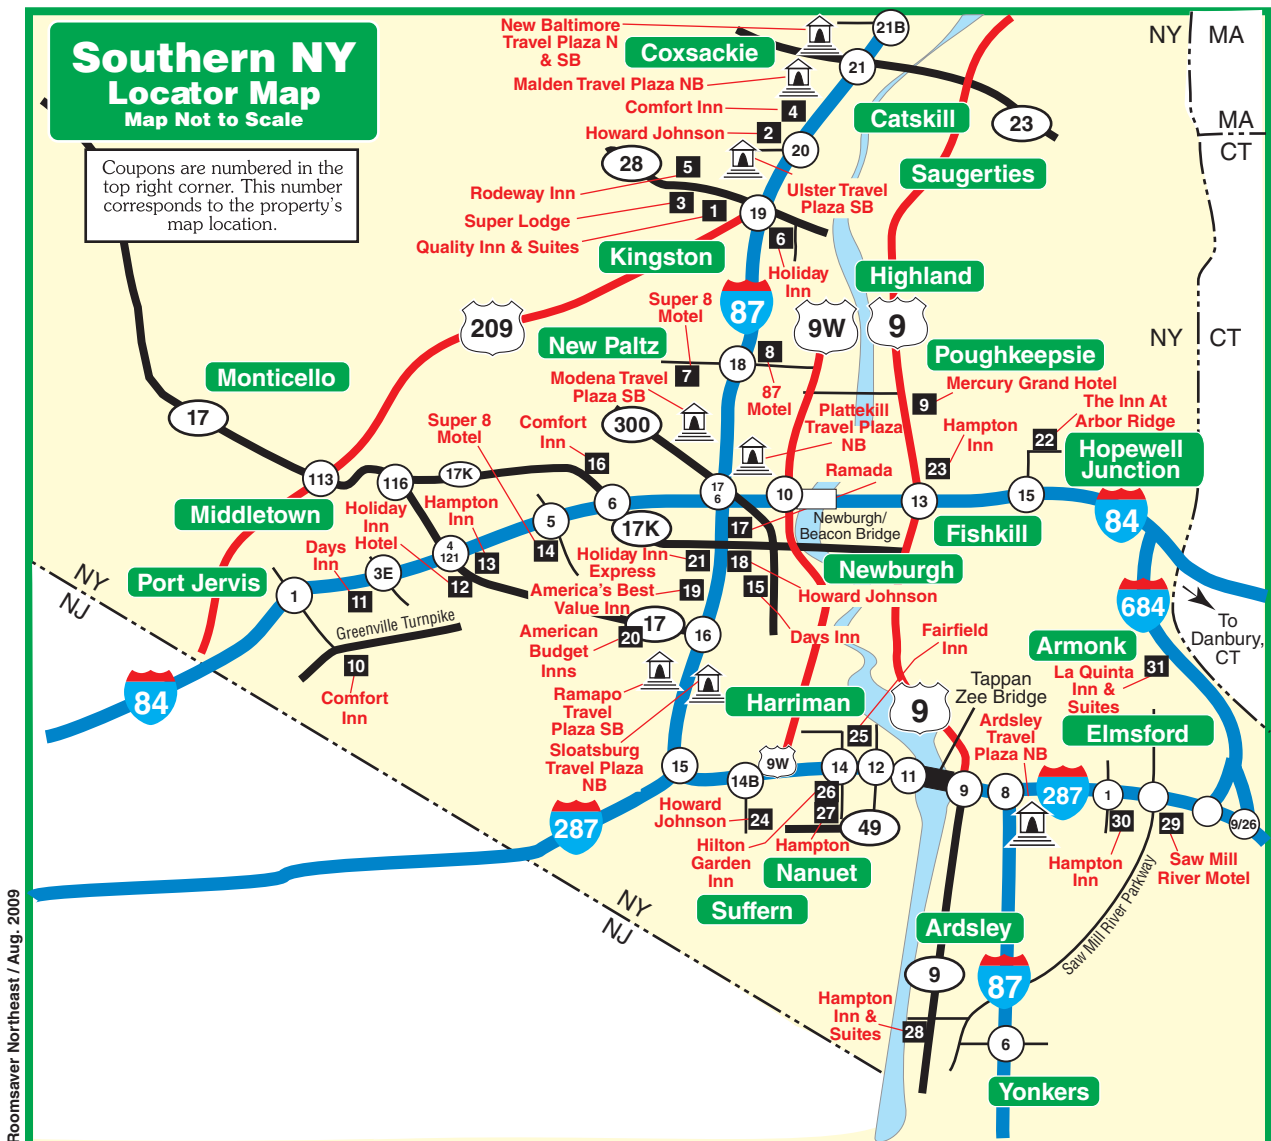 Southern NY
Locator Map
Map Not to Scale
Coupons are numbered in the
top right corner. This number
corresponds to the property's
map location.
New Baltimore
Travel Plaza N
& SB
Coxsackie
21B
NY
MA
21
Malden Travel Plaza NB
Comfort Inn
4
Catskill
23
MA
CT
Howard Johnson
2
20
28
5
Saugerties
Rodeway Inn
Ulster Travel
Plaza SB
3
1
19
Super Lodge
Quality Inn & Suites
6
Kingston
Holiday
Inn
Highland
87
209
Super 8
Motel
9W
9
NY
CT
New Paltz
8
18
7
Poughkeepsie
Monticello
Modena Travel
Plaza SB
87
Motel
9
Mercury Grand Hotel
The Inn At
Arbor Ridge
17
300
Plattekill
Travel Plaza
NB
Super 8
Motel
Comfort
Inn
Hampton
Inn
22
Hopewell
Junction
16
23
Ramada
113
116
17K
17
6
10
13
15
84
6
Middletown
Holiday
Inn
Hotel
Hampton
Inn
5
17K
17
Newburgh/
Beacon Bridge
Fishkill
Days
Inn
4
121
13
14
Holiday Inn
Express
21
18
Newburgh
NY
NJ
Port Jervis
3E
12
1
11
America's Best
Value Inn
19
15
Howard Johnson
684
Greenville Turnpike
17
20
16
American
Budget
Inns
Days Inn
Fairfield
Inn
To
Danbury,
CT
Armonk
10
Comfort
Inn
La Quinta
Inn &
Suites
31
84
Ramapo
Travel
Plaza SB
Harriman
9
Tappan
Zee Bridge
Sloatsburg
Travel Plaza
NB
25
Ardsley
Travel
Plaza NB
Elmsford
15
14B
9W
14
12
11
9
8
287
1
9/26
26
27
49
287
Howard
Johnson
24
30
29
Hilton
Garden
Inn
Hampton
Hampton
Inn
Saw Mill
River Motel
Nanuet
Suffern
NY
NJ
Saw Mill River Parkway
Ardsley
9
87
Hampton
Inn &
Suites
28
6
Yonkers
Roomsaver Northeast / Aug. 2009